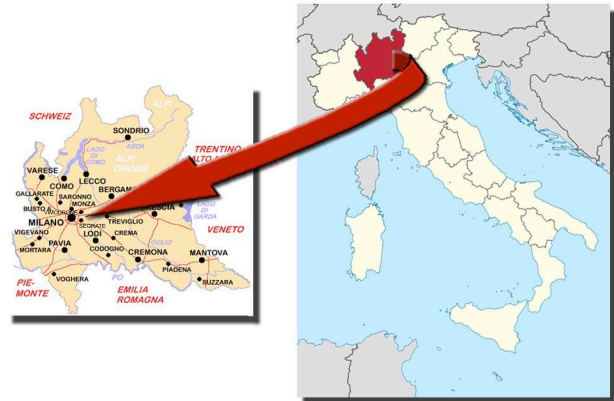 ALPI
SCHWEIZ
SONDRIO
ADDA
LAGO
DI
COMO
ALPI
OROBIE
TRENTINO
VARESE
COMO
LECCO
BERGAM
GALLARATE
SARONNO
MONZA
BUSTO A
BRESCIA
LAGO
DI
GARDA
MILANO
SEGRATE
TREVIGLIO
VENETO
VIGEVANO
LODI
CREMA
OGLIO
MORTARA
PAVIA
CODOGNO
CREMONA
MANTOVA
PIADENA
PIE-
MONTE
VOGHERA
PO
EMILIA
ROMAGNA
SUZZARA